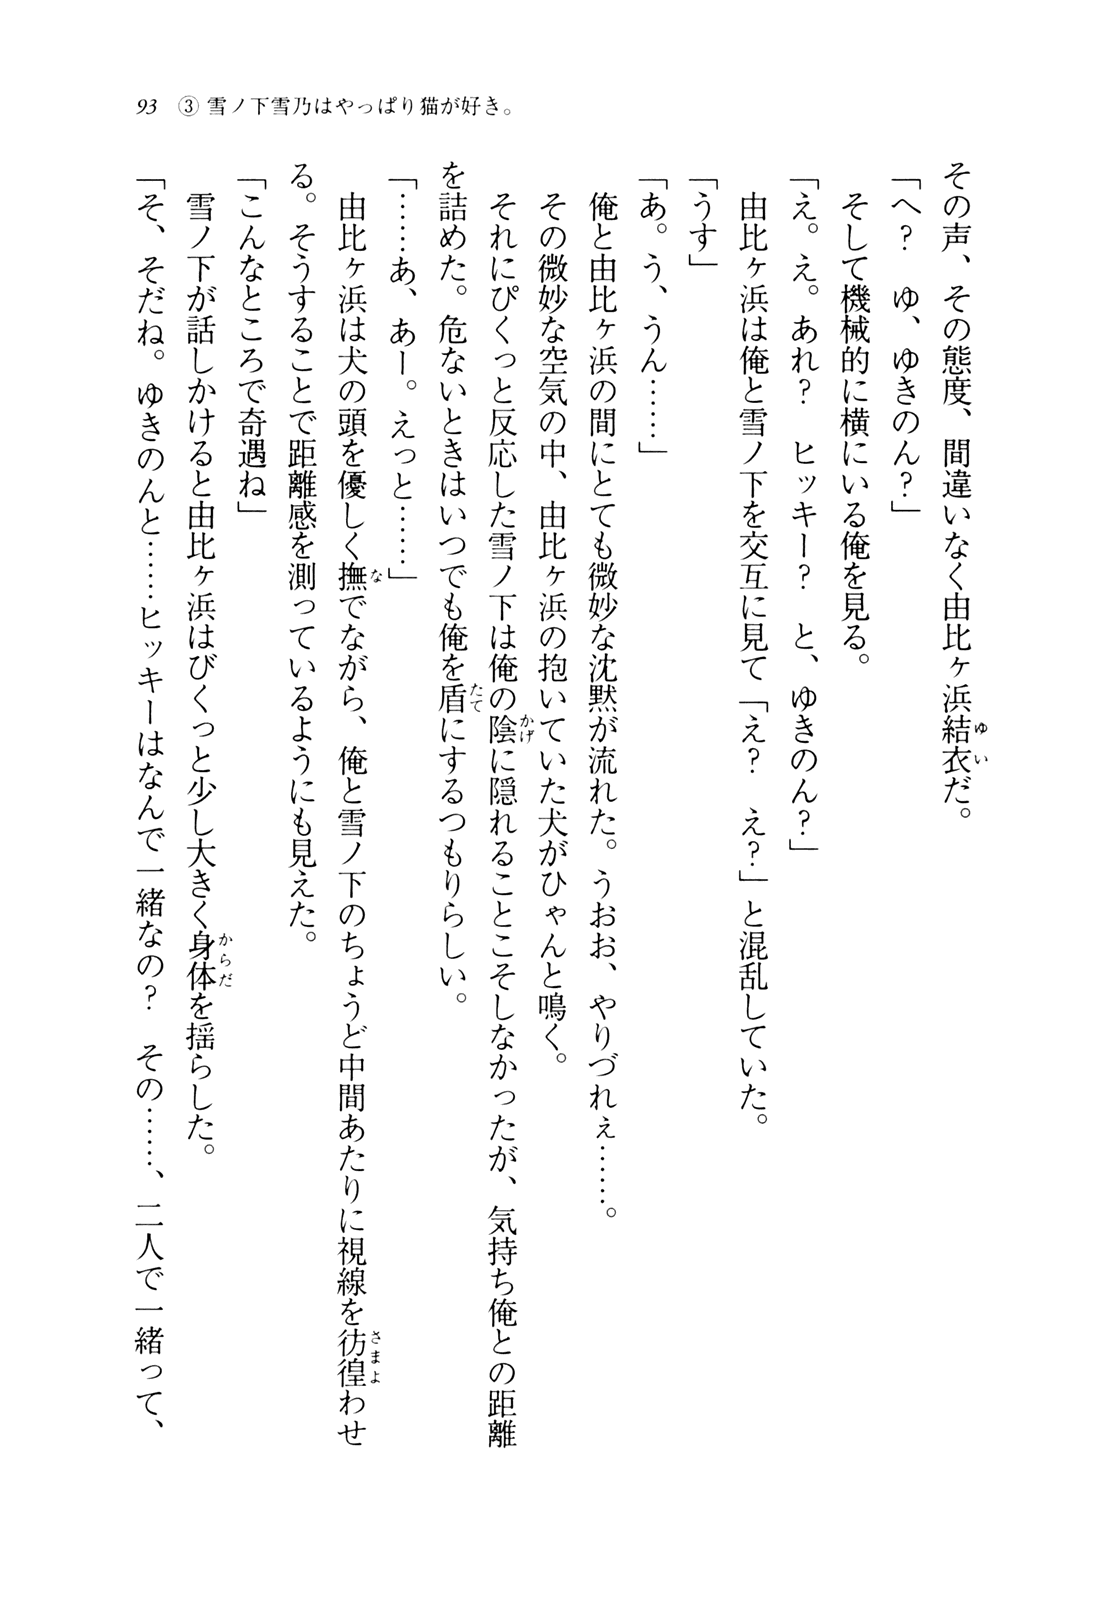 93　③ 雪ノ下雪乃はやっぱり猫が好き。
その声、その態度、間違いなく由比ヶ浜結衣だ。
「へ？　ゆ、ゆきのん？」
そして機械的に横にいる俺を見る。
「え。え。あれ？　ヒッキー？　と、ゆきのん？」
由比ヶ浜は俺と雪ノ下を交互に見て「え？　え？」と混乱していた。
「うす」
「あ。う、うん……」
俺と由比ヶ浜の間にとても微妙な沈黙が流れた。うおお、やりづれぇ……。
その微妙な空気の中、由比ヶ浜の抱いていた犬がひゃんと鳴く。
それにぴくっと反応した雪ノ下は俺の陰に隠れることこそしなかったが、気持ち俺との距離
を詰めた。危ないときはいつでも俺を盾にするつもりらしい。
「……あ、あー。えっと……」
由比ヶ浜は犬の頭を優しく撫でながら、俺と雪ノ下のちょうど中間あたりに視線を彷徨わせ
る。そうすることで距離感を測っているようにも見えた。
「こんなところで奇遇ね」
雪ノ下が話しかけると由比ヶ浜はびくっと少し大きく身体を揺らした。
「そ、そだね。ゆきのんと……ヒッキーはなんで一緒なの？　その……、二人で一緒って、